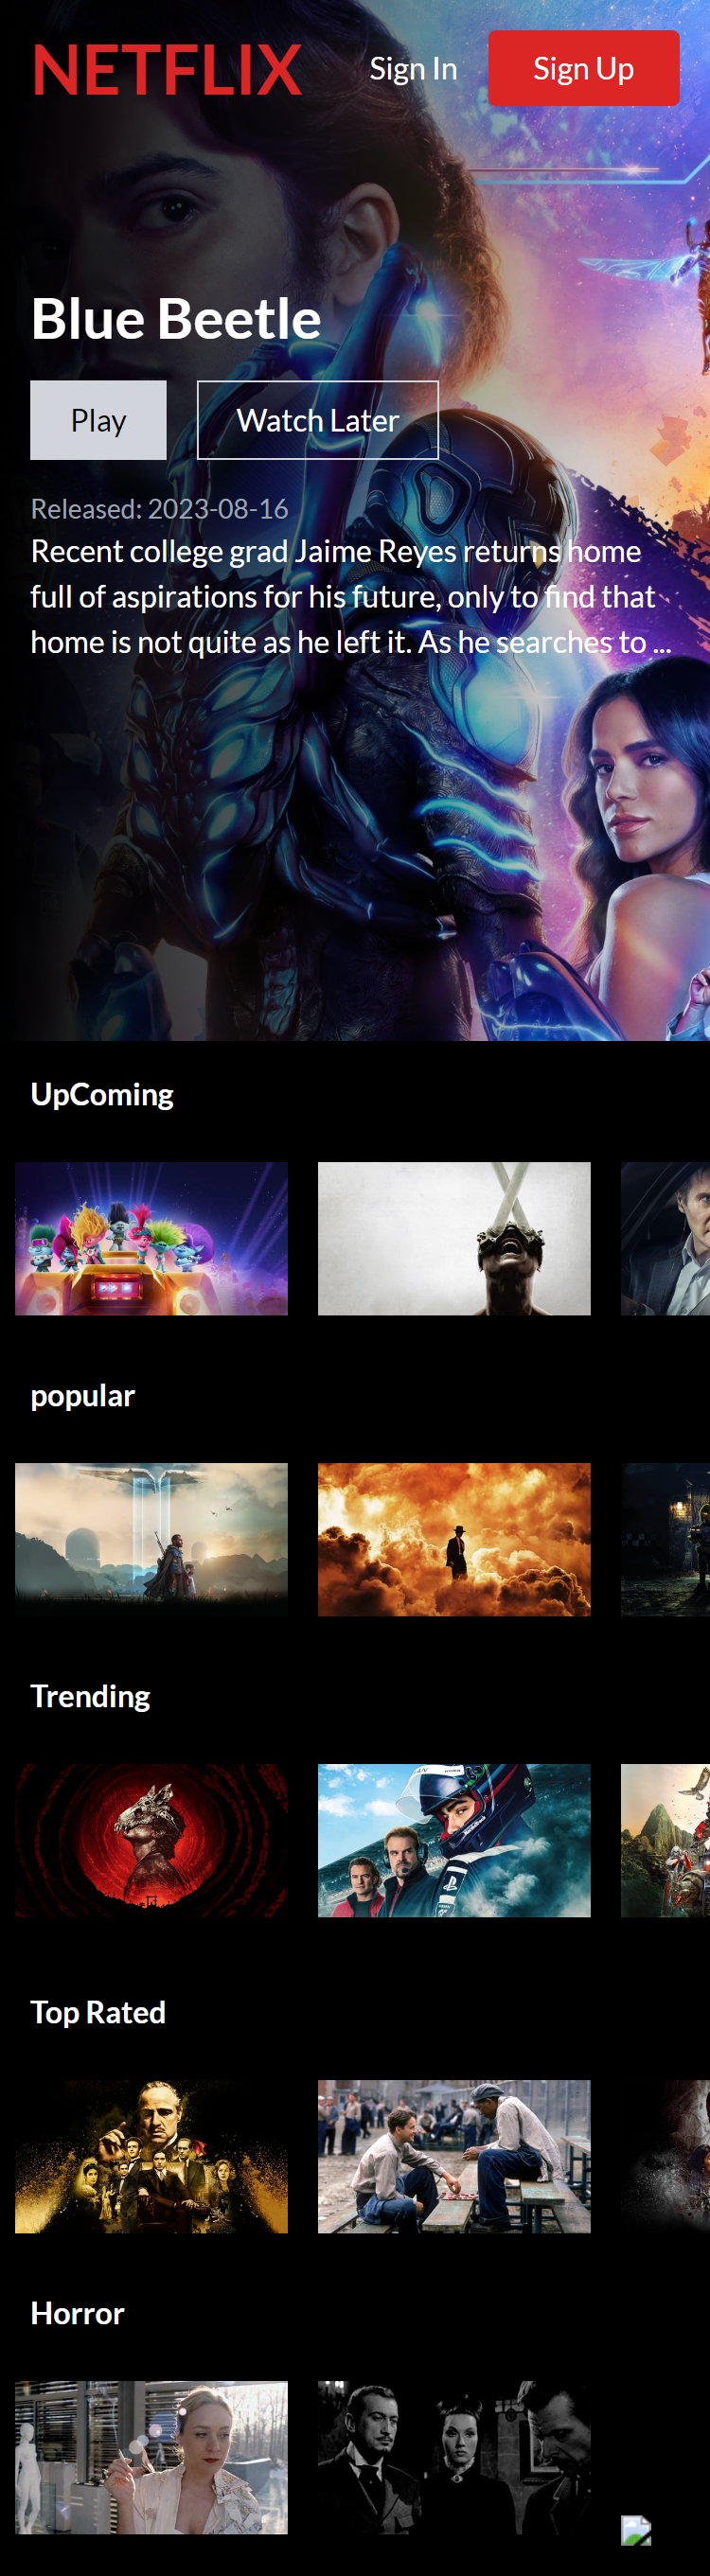 NETFLIX
Sign In
Sign Up
Blue Beetle
Play
Watch Later
Released: 2023-08-16
Recent college grad Jaime Reyes returns home
full of aspirations for his future, only to find that
home is not quite as he left it. As he searches to ...
UpComing
popular
Trending
Top Rated
Horror